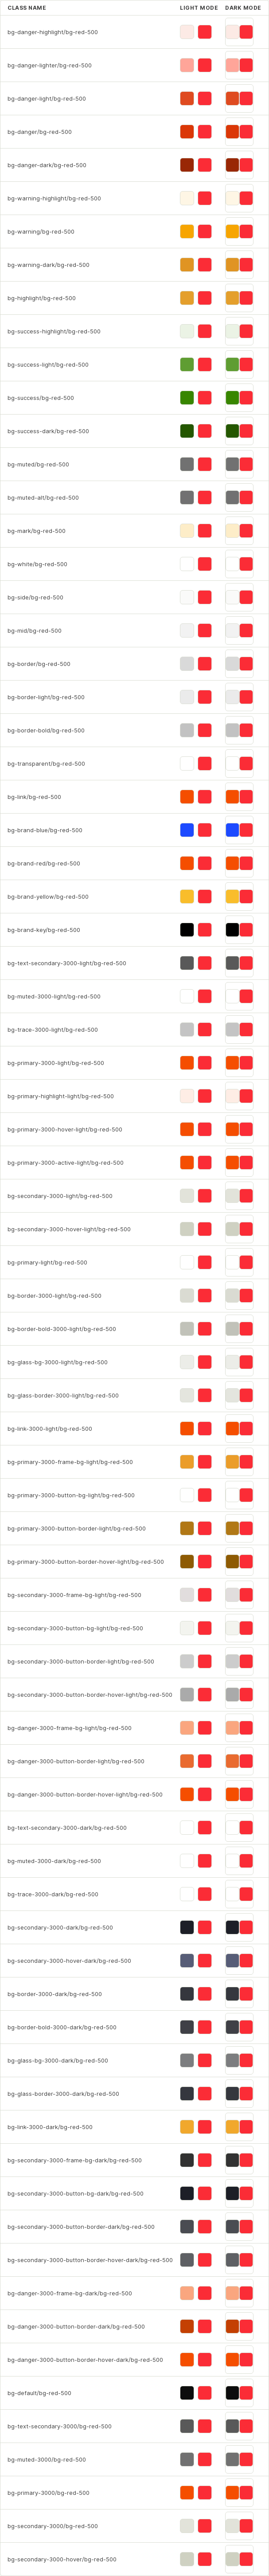 CLASS NAME LIGHT MODE DARK MODE
bg-danger-highlight/bg-red-500
bg-danger-lighter/bg-red-500
bg-danger-light/bg-red-500
bg-danger/bg-red-500
bg-danger-dark/bg-red-500
bg-warning-highlight/bg-red-500
bg-warning/bg-red-500
bg-warning-dark/bg-red-500
bg-highlight/bg-red-500
bg-success-highlight/bg-red-500
bg-success-light/bg-red-500
bg-success/bg-red-500
bg-success-dark/bg-red-500
bg-muted/bg-red-500
bg-muted-alt/bg-red-500
bg-mark/bg-red-500
bg-white/bg-red-500
bg-side/bg-red-500
bg-mid/bg-red-500
bg-border/bg-red-500
bg-border-light/bg-red-500
bg-border-bold/bg-red-500
bg-transparent/bg-red-500
bg-link/bg-red-500
bg-brand-blue/bg-red-500
bg-brand-red/bg-red-500
bg-brand-yellow/bg-red-500
bg-brand-key/bg-red-500
bg-text-secondary-3000-light/bg-red-500
bg-muted-3000-light/bg-red-500
bg-trace-3000-light/bg-red-500
bg-primary-3000-light/bg-red-500
bg-primary-highlight-light/bg-red-500
bg-primary-3000-hover-light/bg-red-500
bg-primary-3000-active-light/bg-red-500
bg-secondary-3000-light/bg-red-500
bg-secondary-3000-hover-light/bg-red-500
bg-primary-light/bg-red-500
bg-border-3000-light/bg-red-500
bg-border-bold-3000-light/bg-red-500
bg-glass-bg-3000-light/bg-red-500
bg-glass-border-3000-light/bg-red-500
bg-link-3000-light/bg-red-500
bg-primary-3000-frame-bg-light/bg-red-500
bg-primary-3000-button-bg-light/bg-red-500
bg-primary-3000-button-border-light/bg-red-500
bg-primary-3000-button-border-hover-light/bg-red-500
bg-secondary-3000-frame-bg-light/bg-red-500
bg-secondary-3000-button-bg-light/bg-red-500
bg-secondary-3000-button-border-light/bg-red-500
bg-secondary-3000-button-border-hover-light/bg-red-500
bg-danger-3000-frame-bg-light/bg-red-500
bg-danger-3000-button-border-light/bg-red-500
bg-danger-3000-button-border-hover-light/bg-red-500
bg-text-secondary-3000-dark/bg-red-500
bg-muted-3000-dark/bg-red-500
bg-trace-3000-dark/bg-red-500
bg-secondary-3000-dark/bg-red-500
bg-secondary-3000-hover-dark/bg-red-500
bg-border-3000-dark/bg-red-500
bg-border-bold-3000-dark/bg-red-500
bg-glass-bg-3000-dark/bg-red-500
bg-glass-border-3000-dark/bg-red-500
bg-link-3000-dark/bg-red-500
bg-secondary-3000-frame-bg-dark/bg-red-500
bg-secondary-3000-button-bg-dark/bg-red-500
bg-secondary-3000-button-border-dark/bg-red-500
bg-secondary-3000-button-border-hover-dark/bg-red-500
bg-danger-3000-frame-bg-dark/bg-red-500
bg-danger-3000-button-border-dark/bg-red-500
bg-danger-3000-button-border-hover-dark/bg-red-500
bg-default/bg-red-500
bg-text-secondary-3000/bg-red-500
bg-muted-3000/bg-red-500
bg-primary-3000/bg-red-500
bg-secondary-3000/bg-red-500
bg-secondary-3000-hover/bg-red-500